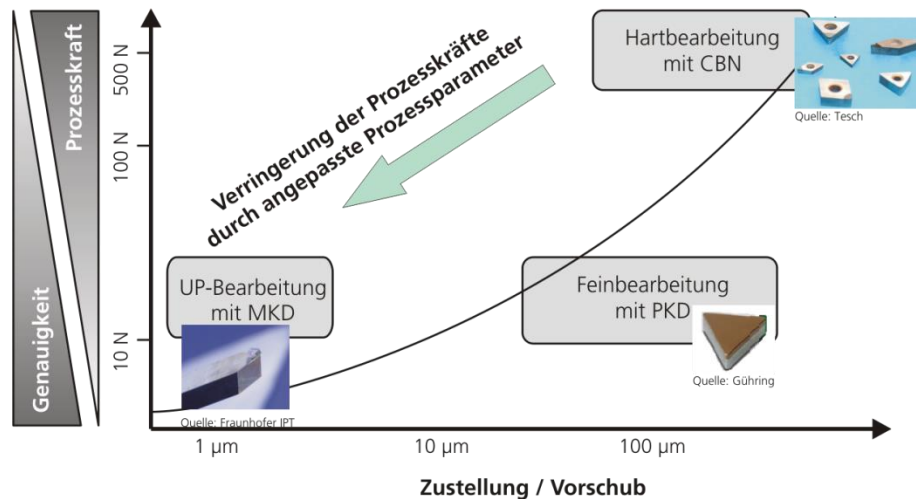 Prozesskraft
Genauigkeit
500 N
100 N
10 N
Verringerung der Prozesskräfte
durch angepasste Prozessparameter
Hartbearbeitung
mit CBN
Quelle: Tesch
UP-Bearbeitung
mit MKD
Quelle: Fraunhofer IPT
Feinbearbeitung
mit PKD
Quelle: Gühring
1 µm
10 µm
100 µm
Zustellung / Vorschub